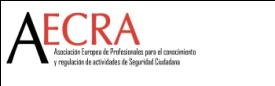 AECRA
Asociación Europea de Profesionales para el conocimiento
y regulación de actividades de Seguridad Ciudadana